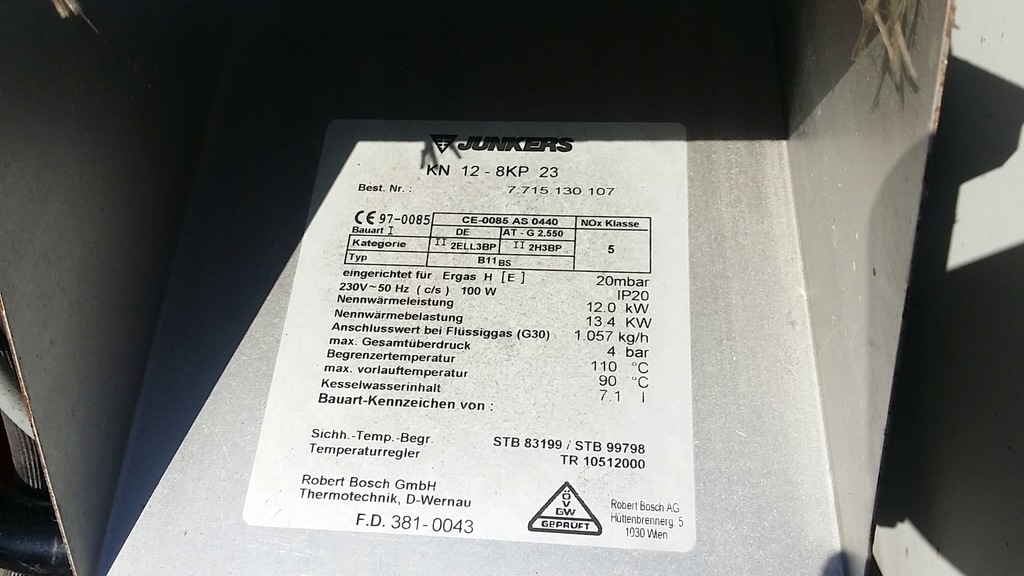 JUNKERS
KN 12 - 8KP 23
Best. Nr. : 7.715.130.107
CE 97-0085 CE-0085 AS 0440 NOx Klasse
Bauart I DE AT - G 2.550
Kategorie II 2ELL3BP II 2H3BP 5
Typ B11BS
eingerichtet für Ergas H [E] 20mbar
230V~50 Hz (c/s) 100 W IP20
Nennwärmeleistung 12.0 kW
Nennwärmebelastung 13.4 KW
Anschlusswert bei Flüssiggas (G30) 1.057 kg/h
max. Gesamtüberdruck 4 bar
Begrenzertemperatur 110 °C
max. vorlauftemperatur 90 °C
Kesselwasserinhalt 7.1 l
Bauart-Kennzeichen von :
Sichh.-Temp.-Begr. STB 83199 / STB 99798
Temperaturregler TR 10512000
Robert Bosch GmbH
Thermotechnik, D-Wernau
F.D. 381-0043
ÖVGW
GEPRÜFT
Robert Bosch AG
Hüttenbrennerg. 5
1030 Wien